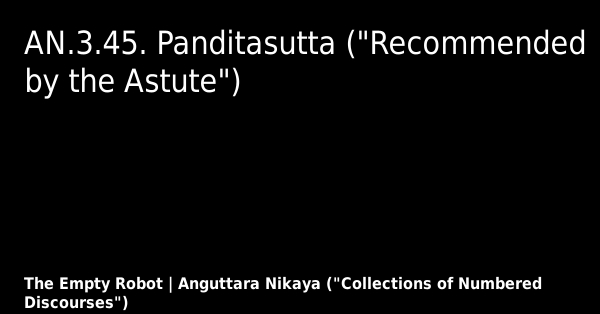 AN.3.45. Panditasutta ("Recommended
by the Astute")
The Empty Robot | Anguttara Nikaya ("Collections of Numbered
Discourses")